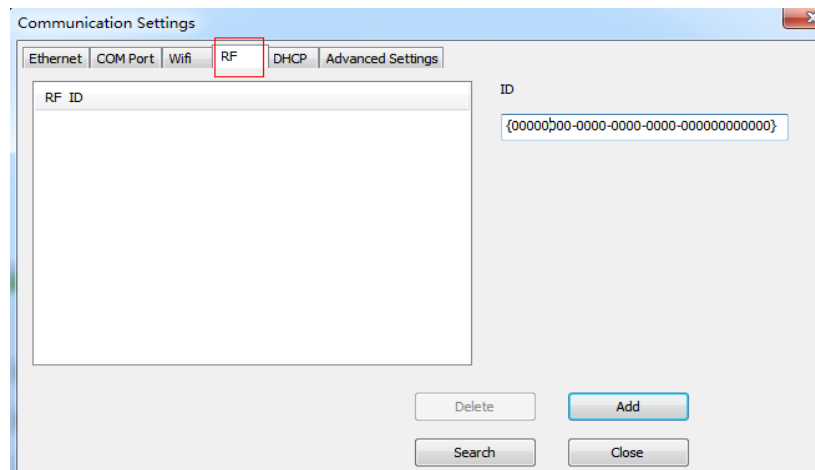 Communication Settings
Ethernet COM Port Wifi RF DHCP Advanced Settings
RF ID
ID
{00000000-0000-0000-0000-000000000000}
Delete Add
Search Close